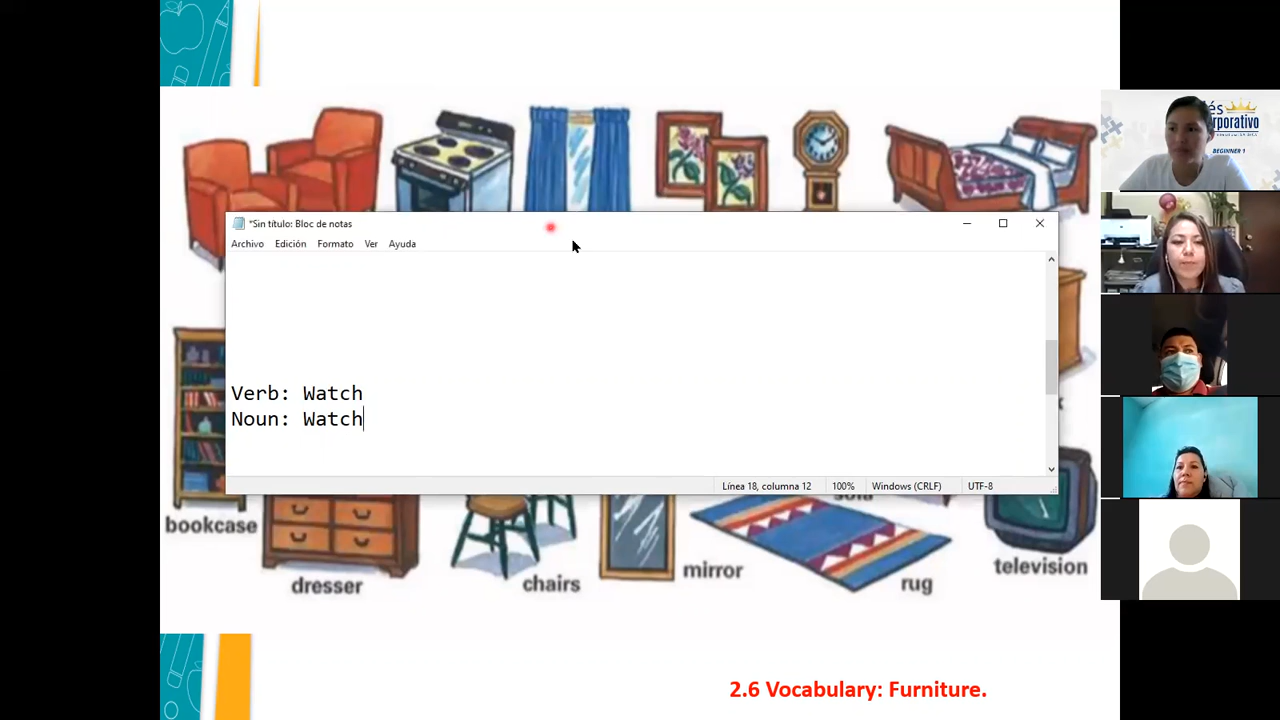 *Sin título: Bloc de notas
Archivo Edición Formato Ver Ayuda
Verb: Watch
Noun: Watch
Línea 18, columna 12 100% Windows (CRLF) UTF-8
bookcase
dresser
chairs
mirror
sofa
rug
television
2.6 Vocabulary: Furniture.
BEGINNER 1